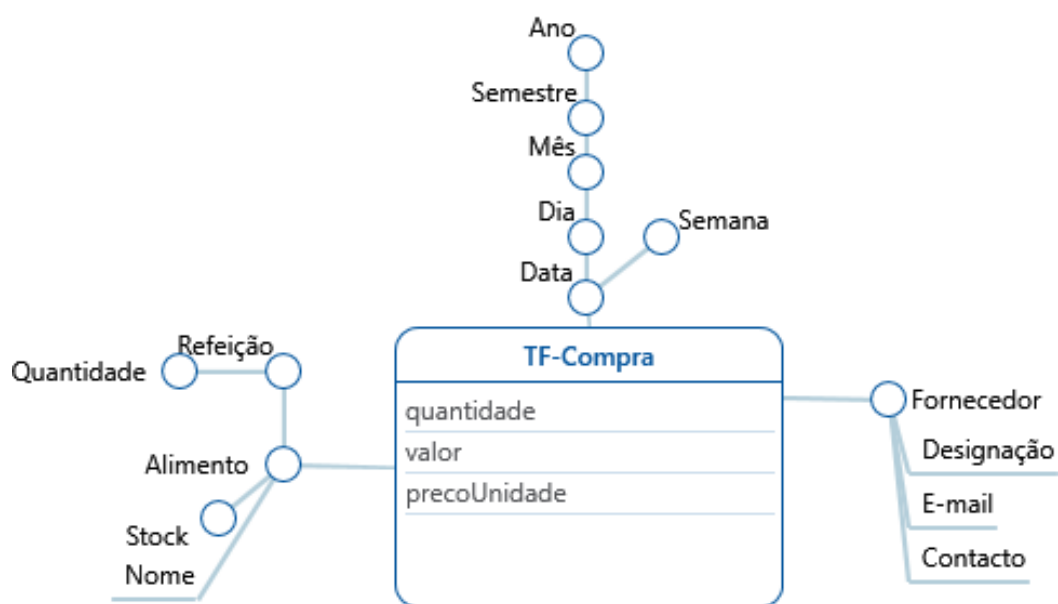 Ano
Semestre
Mês
Dia
Semana
Data
TF-Compra
quantidade
valor
precoUnidade
Refeição
Quantidade
Alimento
Stock
Nome
Fornecedor
Designação
E-mail
Contacto